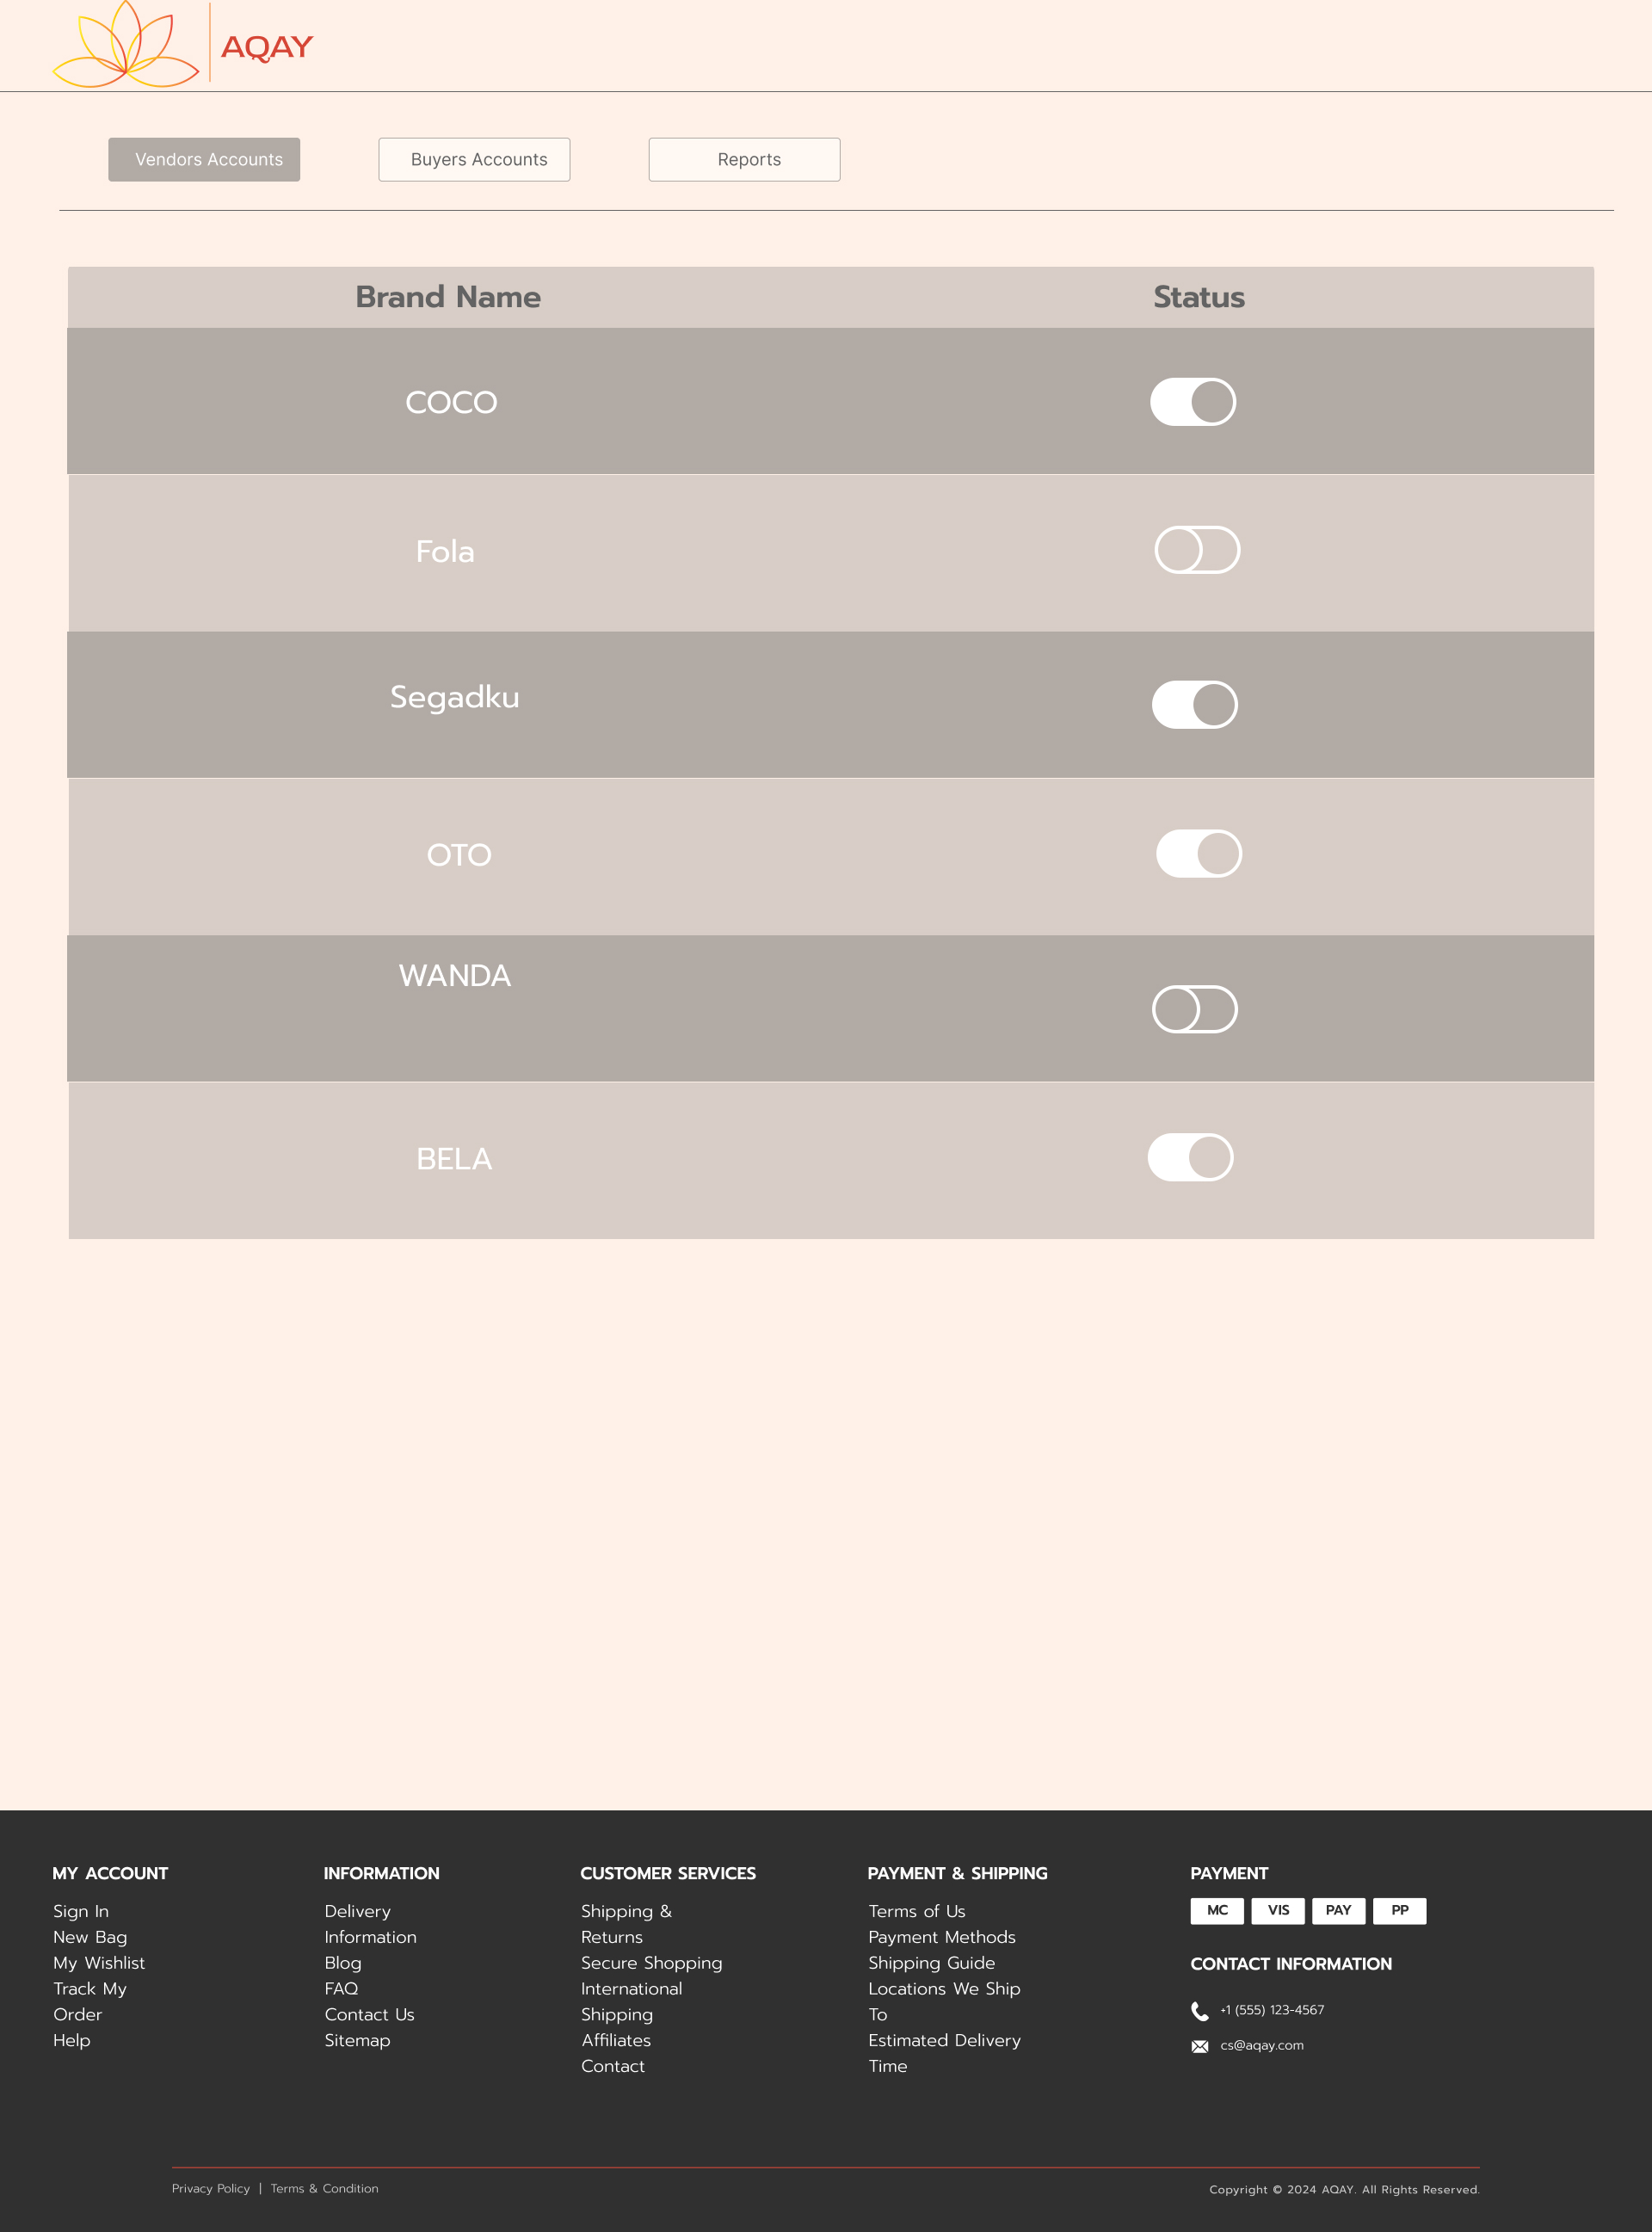 AQAY
Vendors Accounts
Buyers Accounts
Reports
Brand Name
Status
COCO
Fola
Segadku
OTO
WANDA
BELA
MY ACCOUNT
Sign In
New Bag
My Wishlist
Track My
Order
Help
INFORMATION
Delivery
Information
Blog
FAQ
Contact Us
Sitemap
CUSTOMER SERVICES
Shipping &
Returns
Secure Shopping
International
Shipping
Affiliates
Contact
PAYMENT & SHIPPING
Terms of Us
Payment Methods
Shipping Guide
Locations We Ship
To
Estimated Delivery
Time
PAYMENT
MC VIS PAY PP
CONTACT INFORMATION
+1 (555) 123-4567
cs@aqay.com
Privacy Policy | Terms & Condition
Copyright © 2024 AQAY. All Rights Reserved.